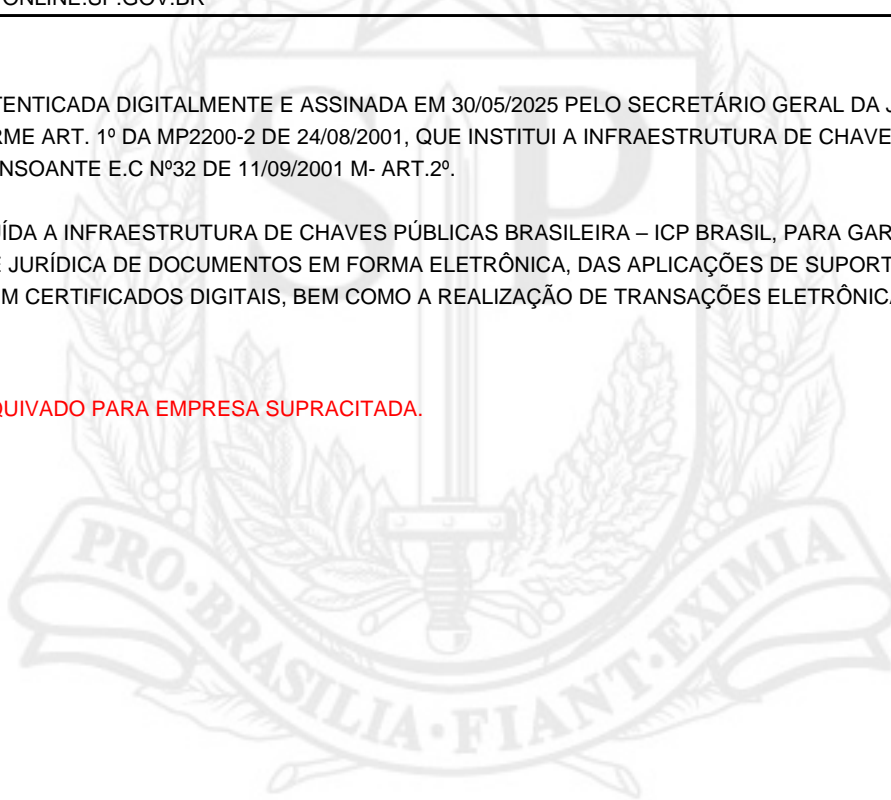 ONLINE.SP.GOV.BR
TENTICADA DIGITALMENTE E ASSINADA EM 30/05/2025 PELO SECRETÁRIO GERAL DA J
RME ART. 1º DA MP2200-2 DE 24/08/2001, QUE INSTITUI A INFRAESTRUTURA DE CHAVE
NSOANTE E.C Nº32 DE 11/09/2001 M- ART.2º.
ÍDA A INFRAESTRUTURA DE CHAVES PÚBLICAS BRASILEIRA – ICP BRASIL, PARA GAR
E JURÍDICA DE DOCUMENTOS EM FORMA ELETRÔNICA, DAS APLICAÇÕES DE SUPORT
M CERTIFICADOS DIGITAIS, BEM COMO A REALIZAÇÃO DE TRANSAÇÕES ELETRÔNICA
QUIVADO PARA EMPRESA SUPRACITADA.
SP
PRO·BRASILIA·FIANT·EXIMIA